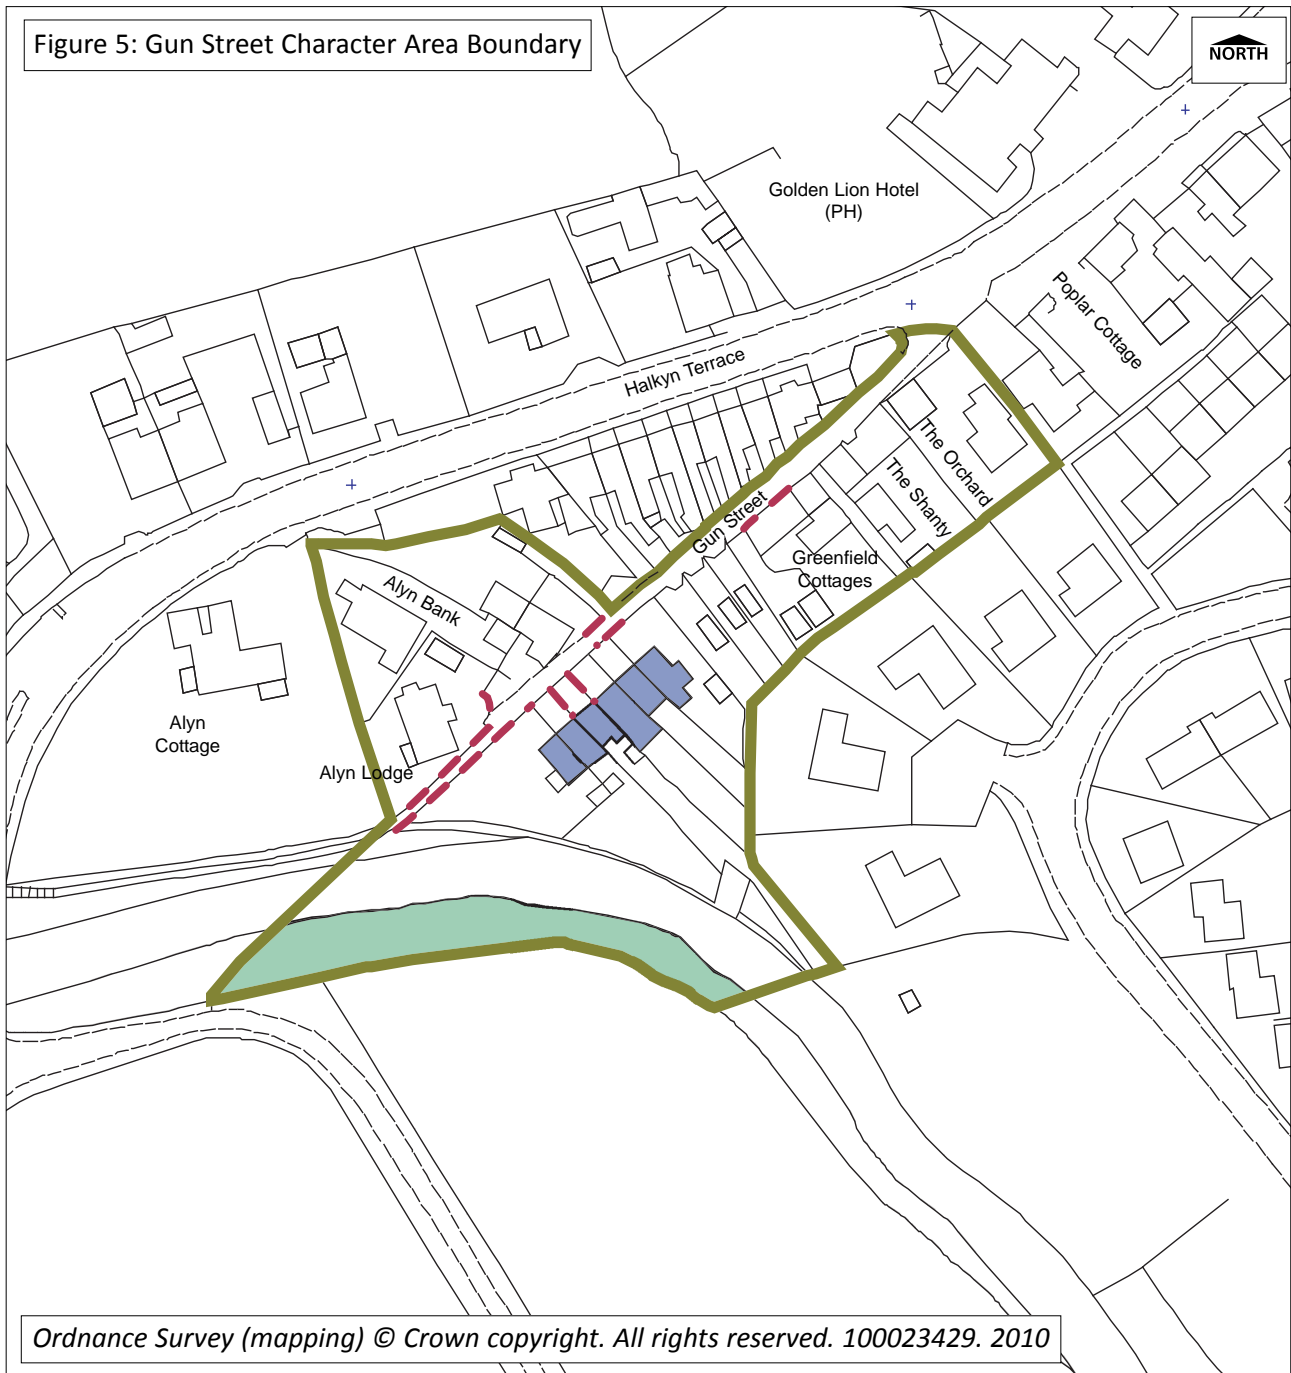 Figure 5: Gun Street Character Area Boundary
NORTH
Golden Lion Hotel
(PH)
Poplar Cottage
Halkyn Terrace
The Orchard
The Shanty
Gun Street
Greenfield
Cottages
Alyn Bank
Alyn
Cottage
Alyn Lodge
Ordnance Survey (mapping) © Crown copyright. All rights reserved. 100023429. 2010